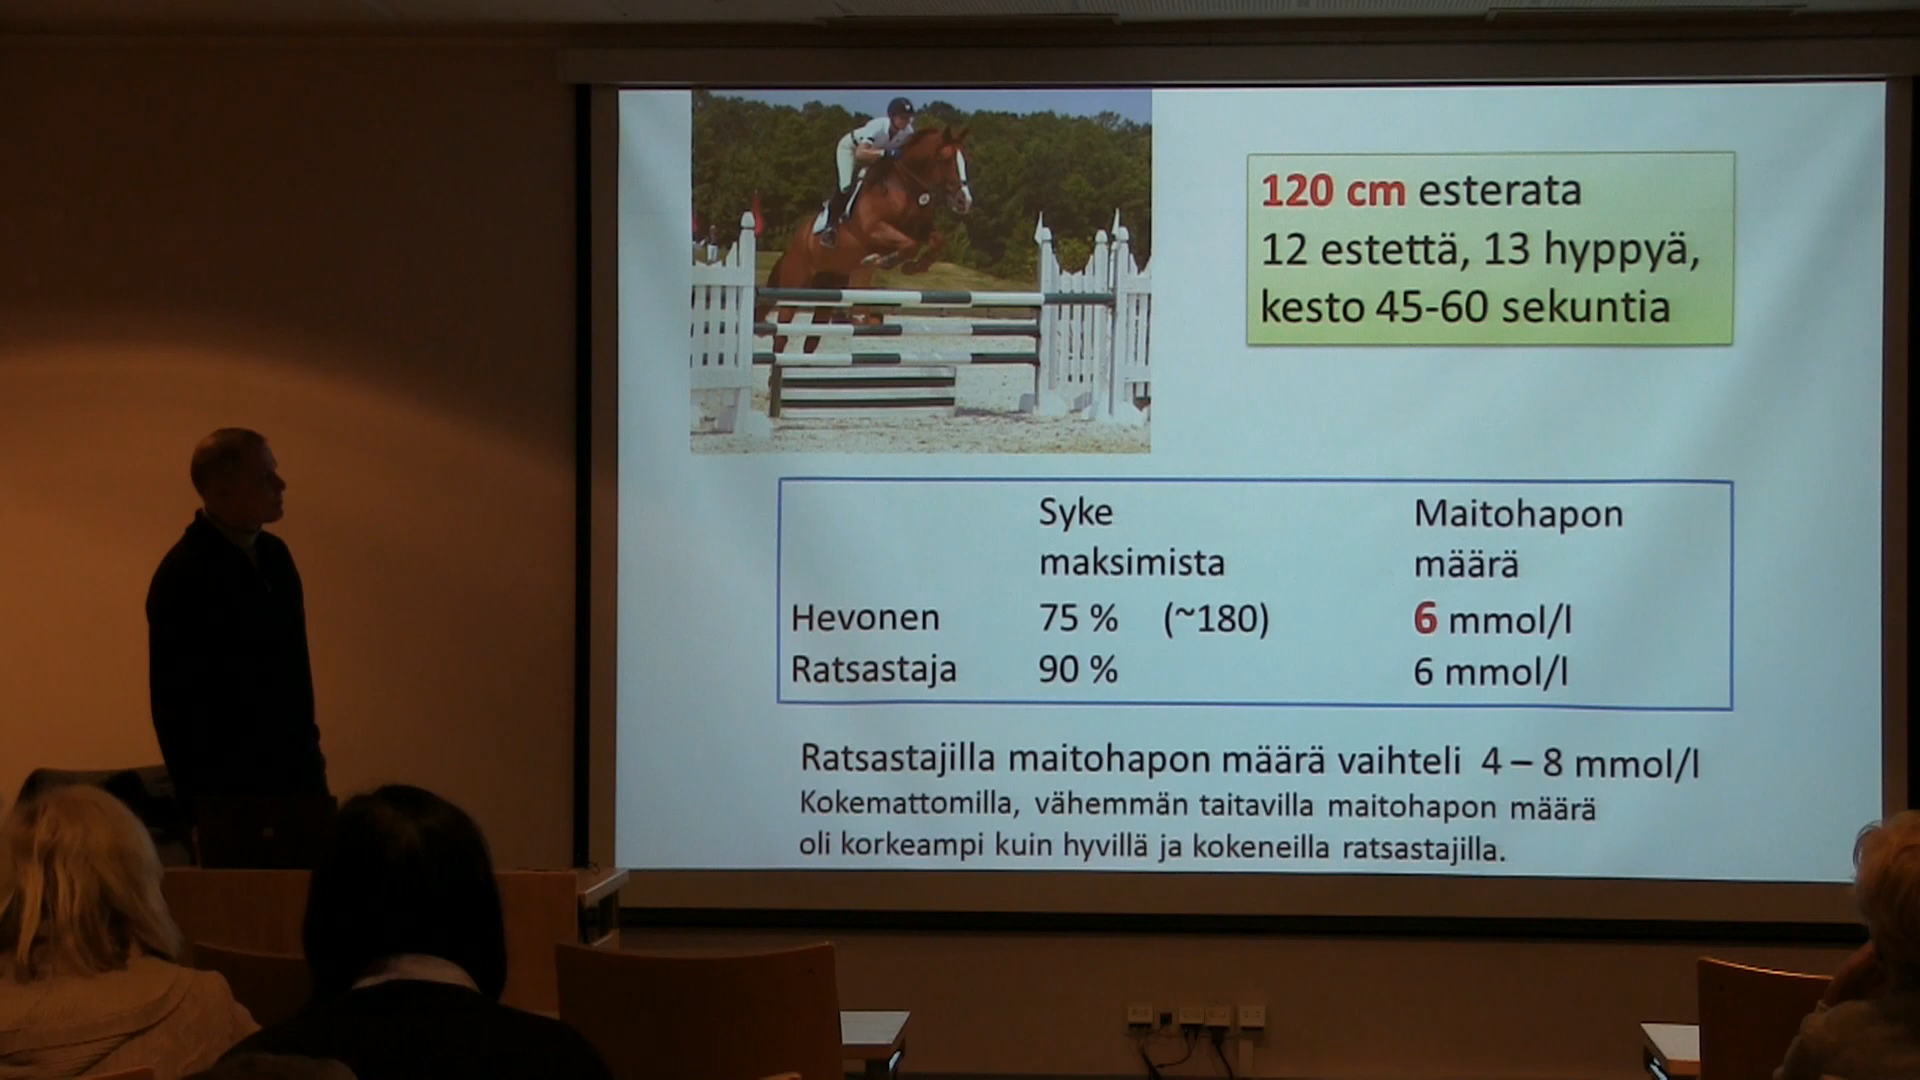 120 cm esterata
12 estettä, 13 hyppyä,
kesto 45-60 sekuntia
Syke Maitohapon
maksimista määrä
Hevonen 75 % (~180) 6 mmol/l
Ratsastaja 90 % 6 mmol/l
Ratsastajilla maitohapon määrä vaihteli 4 – 8 mmol/l
Kokemattomilla, vähemmän taitavilla maitohapon määrä
oli korkeampi kuin hyvillä ja kokeneilla ratsastajilla.